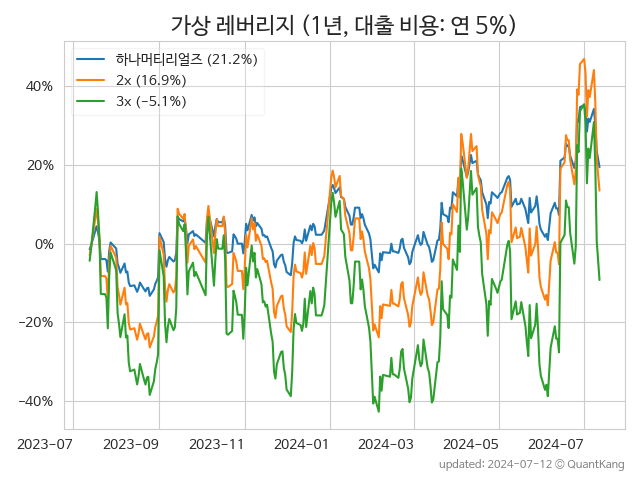 가상 레버리지 (1년, 대출 비용: 연 5%)
하나머티리얼즈 (21.2%)
2x (16.9%)
3x (−5.1%)
40%
20%
0%
−20%
−40%
2023-07 2023-09 2023-11 2024-01 2024-03 2024-05 2024-07
updated: 2024-07-12 © QuantKang